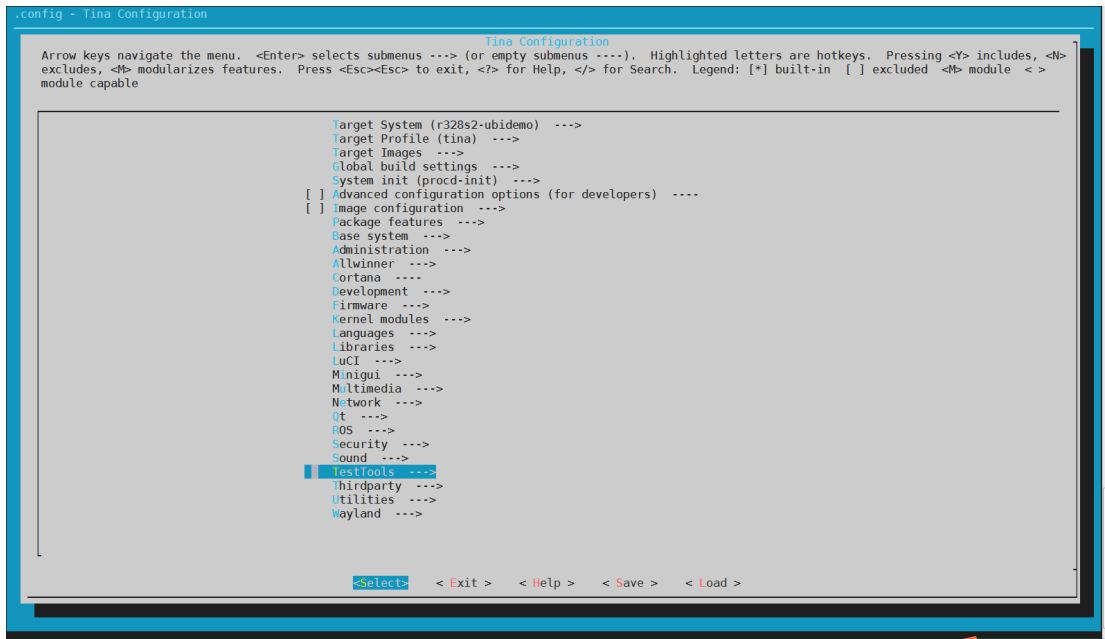 .config - Tina Configuration
Tina Configuration
Arrow keys navigate the menu.  <Enter> selects submenus ---> (or empty submenus ----).  Highlighted letters are hotkeys.  Pressing <Y> includes, <N>
excludes, <M> modularizes features.  Press <Esc><Esc> to exit, <?> for Help, </> for Search.  Legend: [*] built-in  [ ] excluded  <M> module  < >
module capable
Target System (r328s2-ubidemo)  --->
Target Profile (tina)  --->
Target Images  --->
Global build settings  --->
System init (procd-init)  --->
[ ] Advanced configuration options (for developers)  ----
[ ] Image configuration  --->
Package features  --->
Base system  --->
Administration  --->
Allwinner  --->
Cortana  ----
Development  --->
Firmware  --->
Kernel modules  --->
Languages  --->
Libraries  --->
LuCI  --->
Minigui  --->
Multimedia  --->
Network  --->
Qt  --->
ROS  --->
Security  --->
Sound  --->
TestTools  --->
Thirdparty  --->
Utilities  --->
Wayland  --->
<Select>    < Exit >    < Help >    < Save >    < Load >